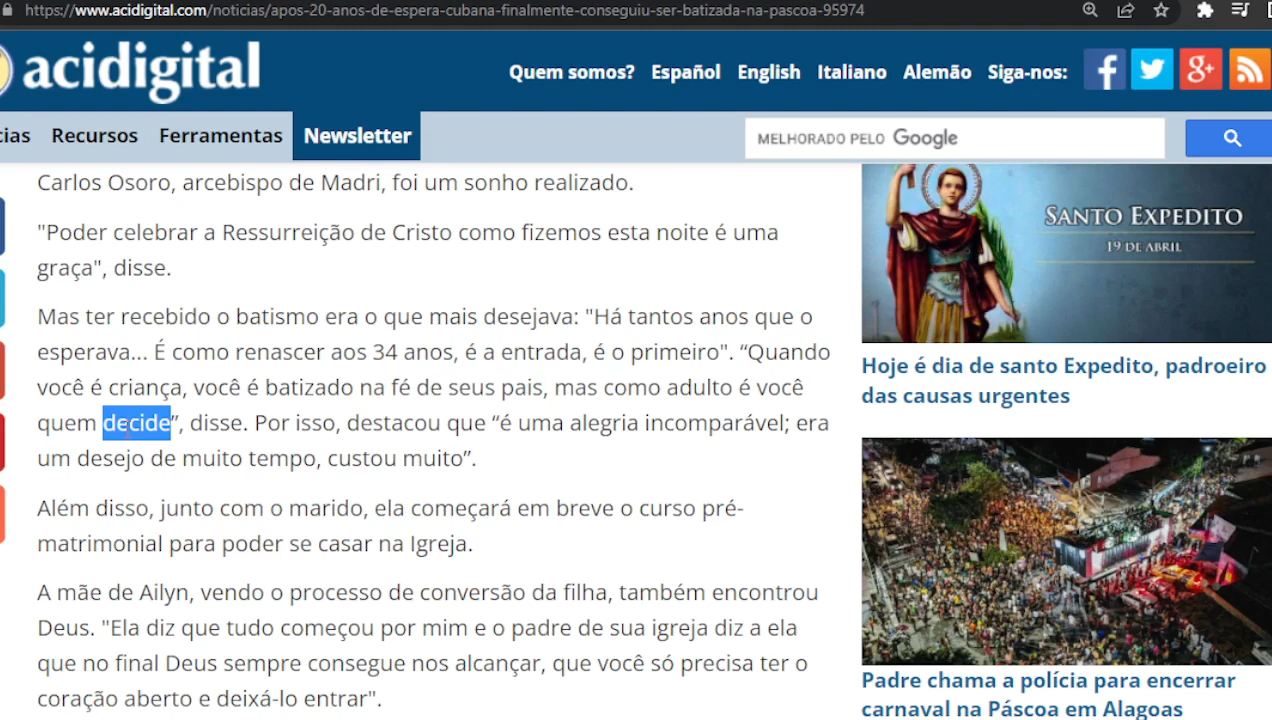 https://www.acidigital.com/noticias/apos-20-anos-de-espera-cubana-finalmente-conseguiu-ser-batizada-na-pascoa-95974
acidigital
Quem somos? Español English Italiano Alemão Siga-nos:
cias Recursos Ferramentas Newsletter
MELHORADO PELO Google
Carlos Osoro, arcebispo de Madri, foi um sonho realizado.
"Poder celebrar a Ressurreição de Cristo como fizemos esta noite é uma
graça", disse.
Mas ter recebido o batismo era o que mais desejava: "Há tantos anos que o
esperava... É como renascer aos 34 anos, é a entrada, é o primeiro". “Quando
você é criança, você é batizado na fé de seus pais, mas como adulto é você
quem decide”, disse. Por isso, destacou que “é uma alegria incomparável; era
um desejo de muito tempo, custou muito”.
Além disso, junto com o marido, ela começará em breve o curso pré-
matrimonial para poder se casar na Igreja.
A mãe de Ailyn, vendo o processo de conversão da filha, também encontrou
Deus. "Ela diz que tudo começou por mim e o padre de sua igreja diz a ela
que no final Deus sempre consegue nos alcançar, que você só precisa ter o
coração aberto e deixá-lo entrar".
SANTO EXPEDITO
19 DE ABRIL
Hoje é dia de santo Expedito, padroeiro
das causas urgentes
Padre chama a polícia para encerrar
carnaval na Páscoa em Alagoas